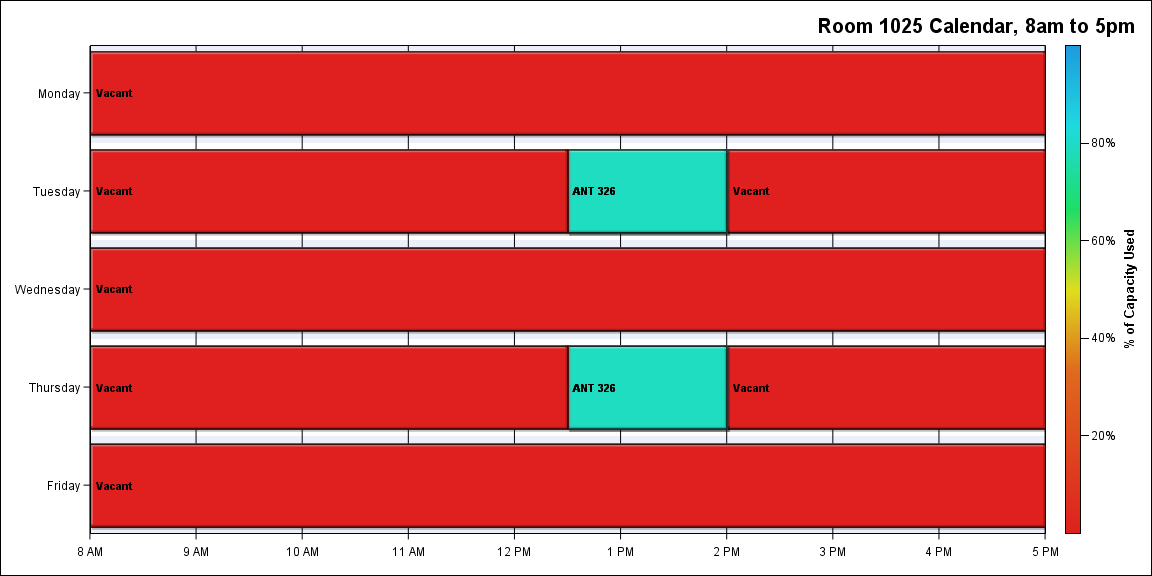 Room 1025 Calendar, 8am to 5pm
Monday
Vacant
Tuesday
Vacant
ANT 326
Vacant
Wednesday
Vacant
Thursday
Vacant
ANT 326
Vacant
Friday
Vacant
8 AM
9 AM
10 AM
11 AM
12 PM
1 PM
2 PM
3 PM
4 PM
5 PM
80%
60%
40%
20%
% of Capacity Used